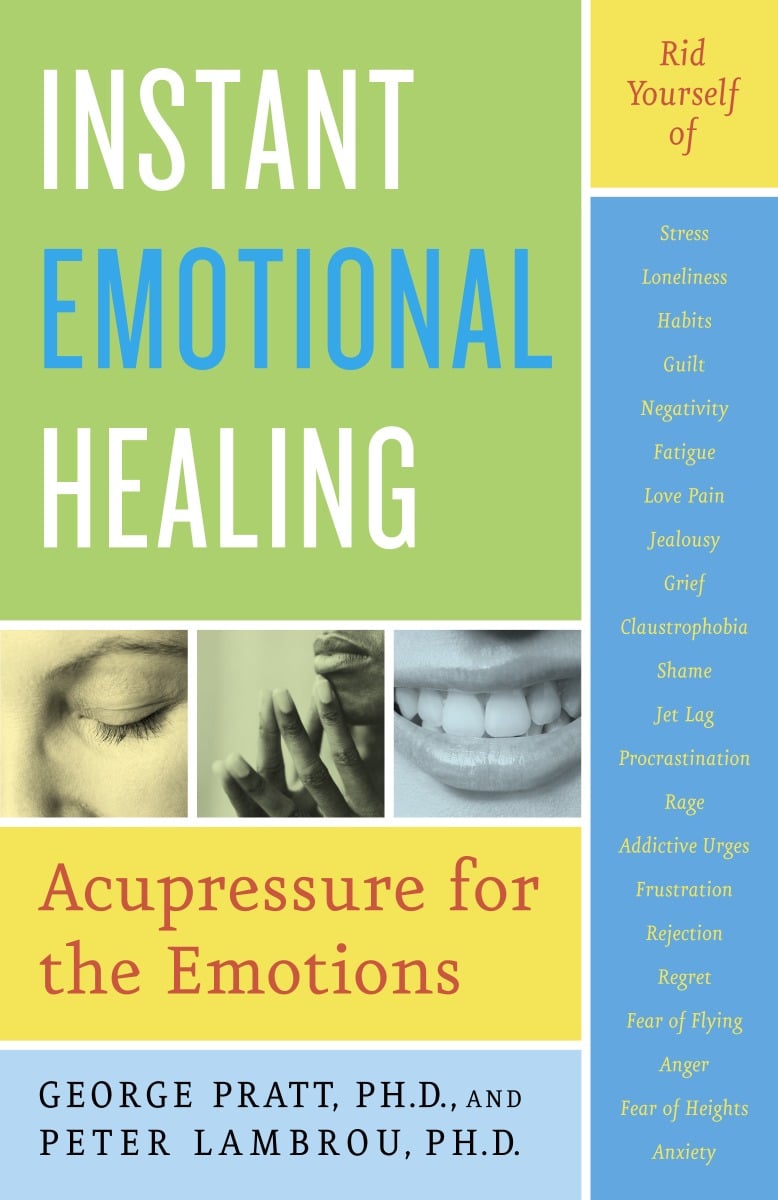 INSTANT
EMOTIONAL
HEALING
Acupressure for
the Emotions
GEORGE PRATT, PH.D., AND
PETER LAMBROU, PH.D.
Rid
Yourself
of
Stress
Loneliness
Habits
Guilt
Negativity
Fatigue
Love Pain
Jealousy
Grief
Claustrophobia
Shame
Jet Lag
Procrastination
Rage
Addictive Urges
Frustration
Rejection
Regret
Fear of Flying
Anger
Fear of Heights
Anxiety